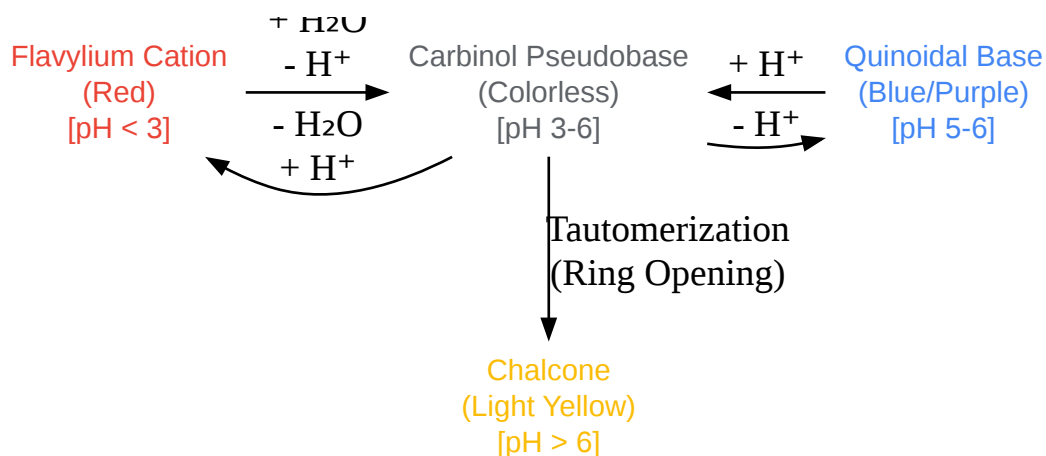 + H₂O
Flavylium Cation
(Red)
[pH < 3]
- H⁺
- H₂O
+ H⁺
Carbinol Pseudobase
(Colorless)
[pH 3-6]
+ H⁺
- H⁺
Quinoidal Base
(Blue/Purple)
[pH 5-6]
Tautomerization
(Ring Opening)
Chalcone
(Light Yellow)
[pH > 6]